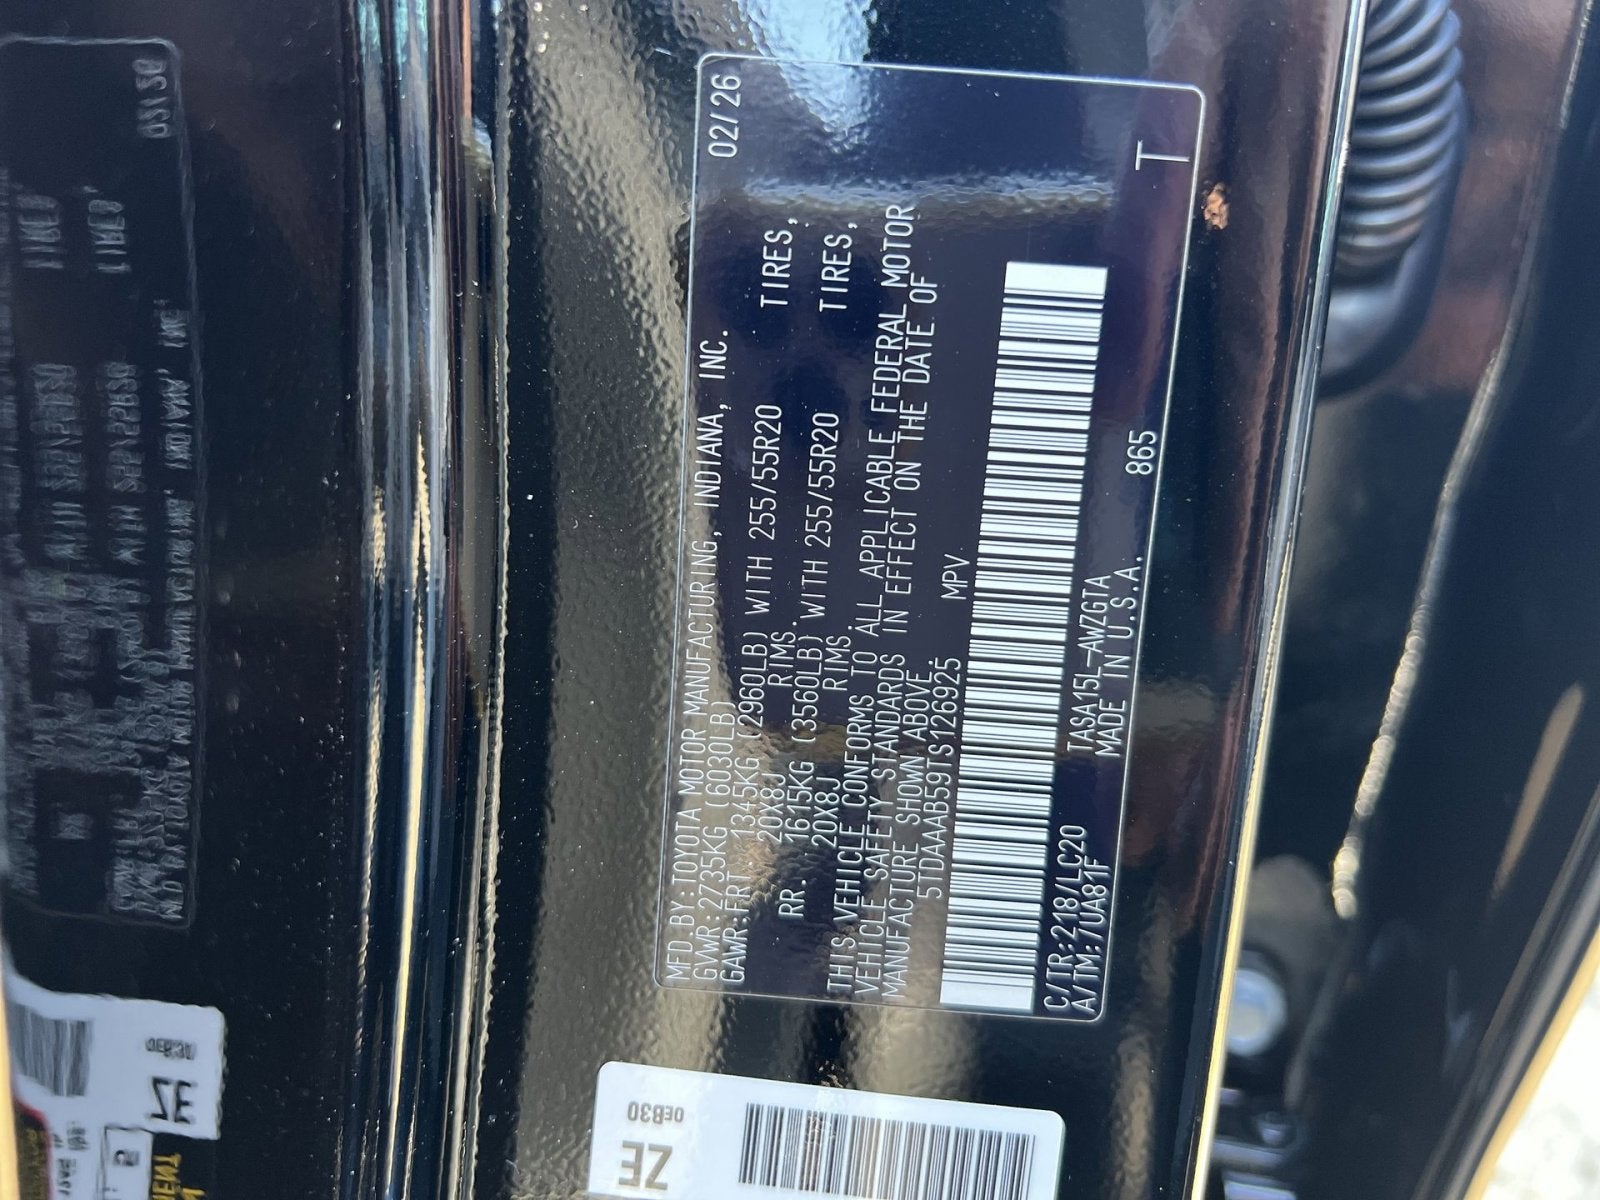 02/26
MFD.BY:TOYOTA MOTOR MANUFACTURING, INDIANA, INC.
GVWR:2735KG (6030LB)
GAWR:FRT. 1345KG (2960LB) WITH 255/55R20 TIRES,
20X8J RIMS.
RR. 1615KG (3560LB) WITH 255/55R20 TIRES,
20X8J RIMS.
THIS VEHICLE CONFORMS TO ALL APPLICABLE FEDERAL MOTOR
VEHICLE SAFETY STANDARDS IN EFFECT ON THE DATE OF
MANUFACTURE SHOWN ABOVE.
5TDAAAB59TS126925 MPV
C/TR:218/LC20 TASA15L-AWZGTA 865
A/TM:/UA81F MADE IN U.S.A. T
0EB30
ZE